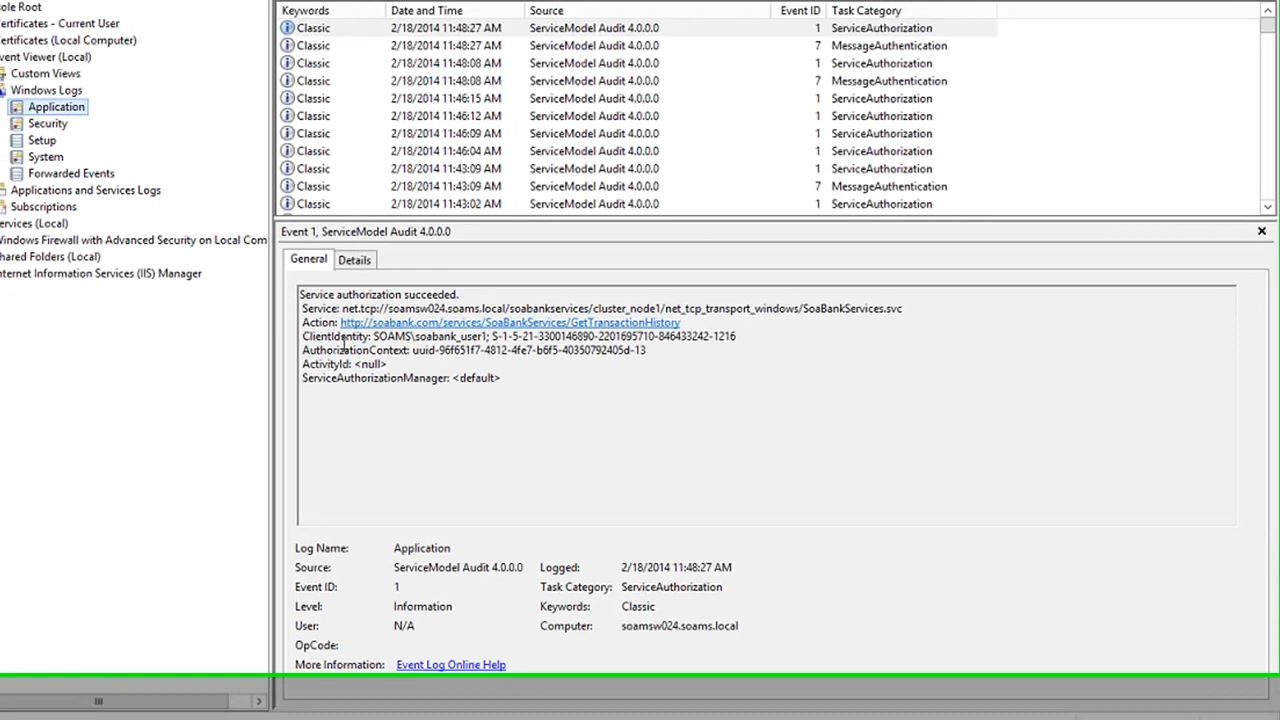 ole Root
ertificates - Current User
ertificates (Local Computer)
vent Viewer (Local)
Custom Views
Windows Logs
Application
Security
Setup
System
Forwarded Events
Applications and Services Logs
Subscriptions
ervices (Local)
Windows Firewall with Advanced Security on Local Com
hared Folders (Local)
nternet Information Services (IIS) Manager
Keywords Date and Time Source Event ID Task Category
Classic 2/18/2014 11:48:27 AM ServiceModel Audit 4.0.0.0 1 ServiceAuthorization
Classic 2/18/2014 11:48:27 AM ServiceModel Audit 4.0.0.0 7 MessageAuthentication
Classic 2/18/2014 11:48:08 AM ServiceModel Audit 4.0.0.0 1 ServiceAuthorization
Classic 2/18/2014 11:48:08 AM ServiceModel Audit 4.0.0.0 7 MessageAuthentication
Classic 2/18/2014 11:46:15 AM ServiceModel Audit 4.0.0.0 1 ServiceAuthorization
Classic 2/18/2014 11:46:12 AM ServiceModel Audit 4.0.0.0 1 ServiceAuthorization
Classic 2/18/2014 11:46:09 AM ServiceModel Audit 4.0.0.0 1 ServiceAuthorization
Classic 2/18/2014 11:46:04 AM ServiceModel Audit 4.0.0.0 1 ServiceAuthorization
Classic 2/18/2014 11:43:09 AM ServiceModel Audit 4.0.0.0 1 ServiceAuthorization
Classic 2/18/2014 11:43:09 AM ServiceModel Audit 4.0.0.0 7 MessageAuthentication
Classic 2/18/2014 11:43:02 AM ServiceModel Audit 4.0.0.0 1 ServiceAuthorization
Event 1, ServiceModel Audit 4.0.0.0
General Details
Service authorization succeeded.
Service: net.tcp://soamsw024.soams.local/soabankservices/cluster_node1/net_tcp_transport_windows/SoaBankServices.svc
Action: http://soabank.com/services/SoaBankServices/GetTransactionHistory
ClientIdentity: SOAMS\soabank_user1; S-1-5-21-3300146890-2201695710-846433242-1216
AuthorizationContext: uuid-96f651f7-4812-4fe7-b6f5-40350792405d-13
ActivityId: <null>
ServiceAuthorizationManager: <default>
Log Name: Application
Source: ServiceModel Audit 4.0.0.0 Logged: 2/18/2014 11:48:27 AM
Event ID: 1 Task Category: ServiceAuthorization
Level: Information Keywords: Classic
User: N/A Computer: soamsw024.soams.local
OpCode:
More Information: Event Log Online Help